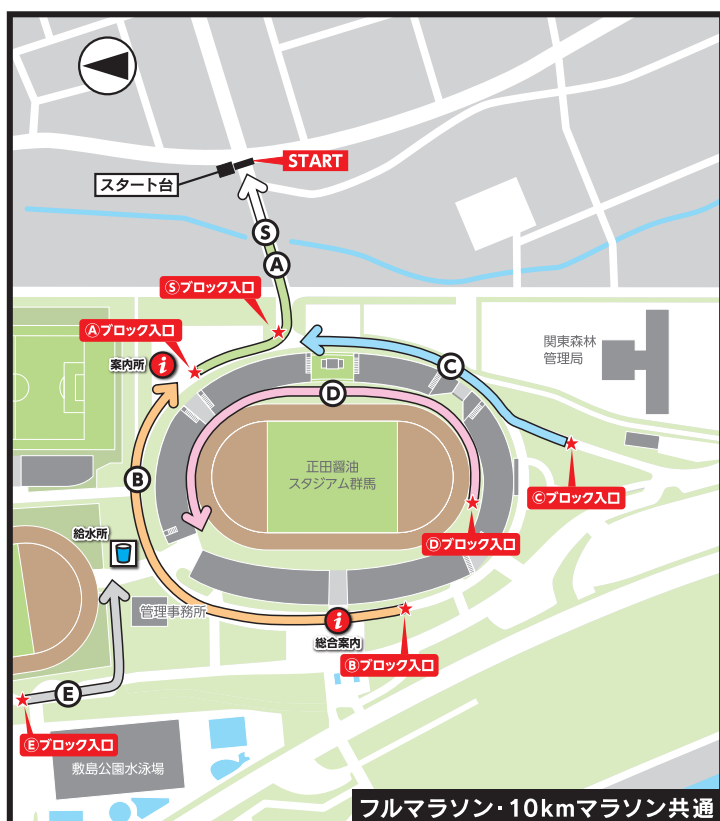 START
スタート台
S
A
Ⓢブロック入口
Ⓐブロック入口
案内所
i
関東森林
管理局
C
D
B
正田醤油
スタジアム群馬
Ⓒブロック入口
Ⓓブロック入口
給水所
管理事務所
i
総合案内
Ⓑブロック入口
E
Ⓔブロック入口
敷島公園水泳場
フルマラソン・10kmマラソン共通